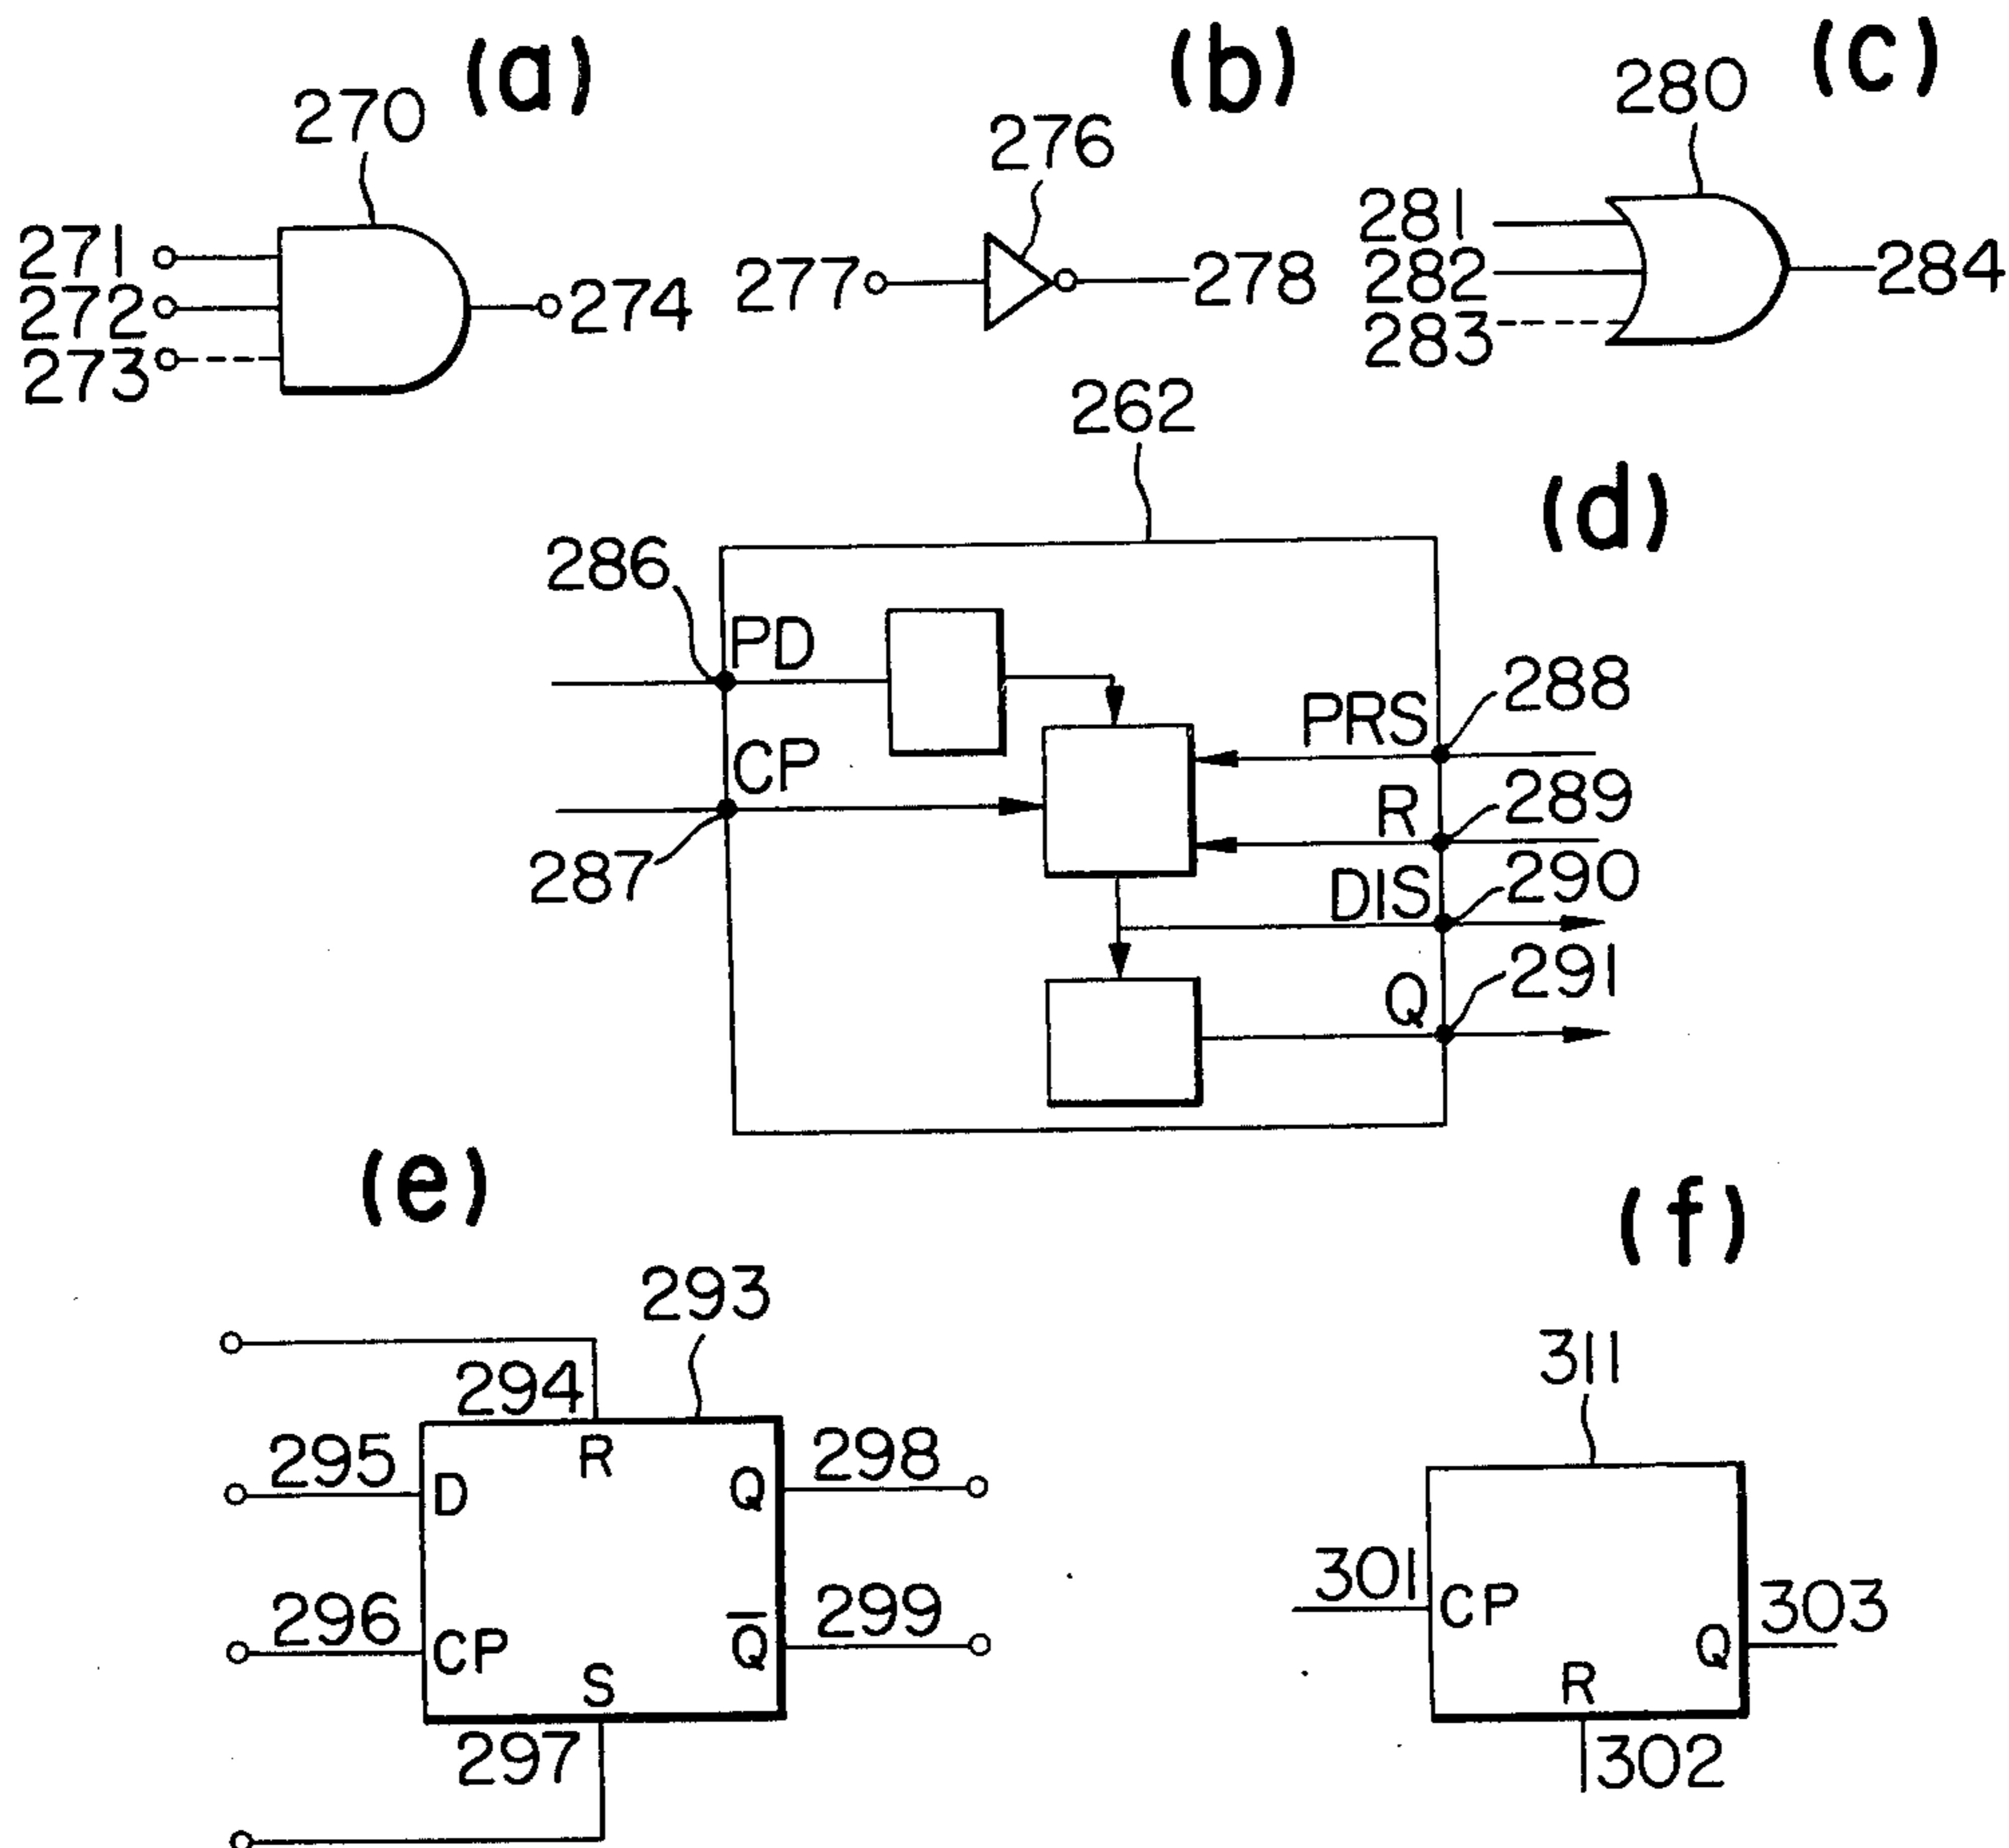 (a)
270
271
272
273
274
(b)
276
277
278
(c)
280
281
282
283
284
(d)
262
286
PD
CP
287
PRS
288
R
289
DIS
290
Q
291
(e)
293
294
R
295
D
Q
298
296
CP
S
Q̅
299
297
(f)
311
301
CP
Q
303
R
302